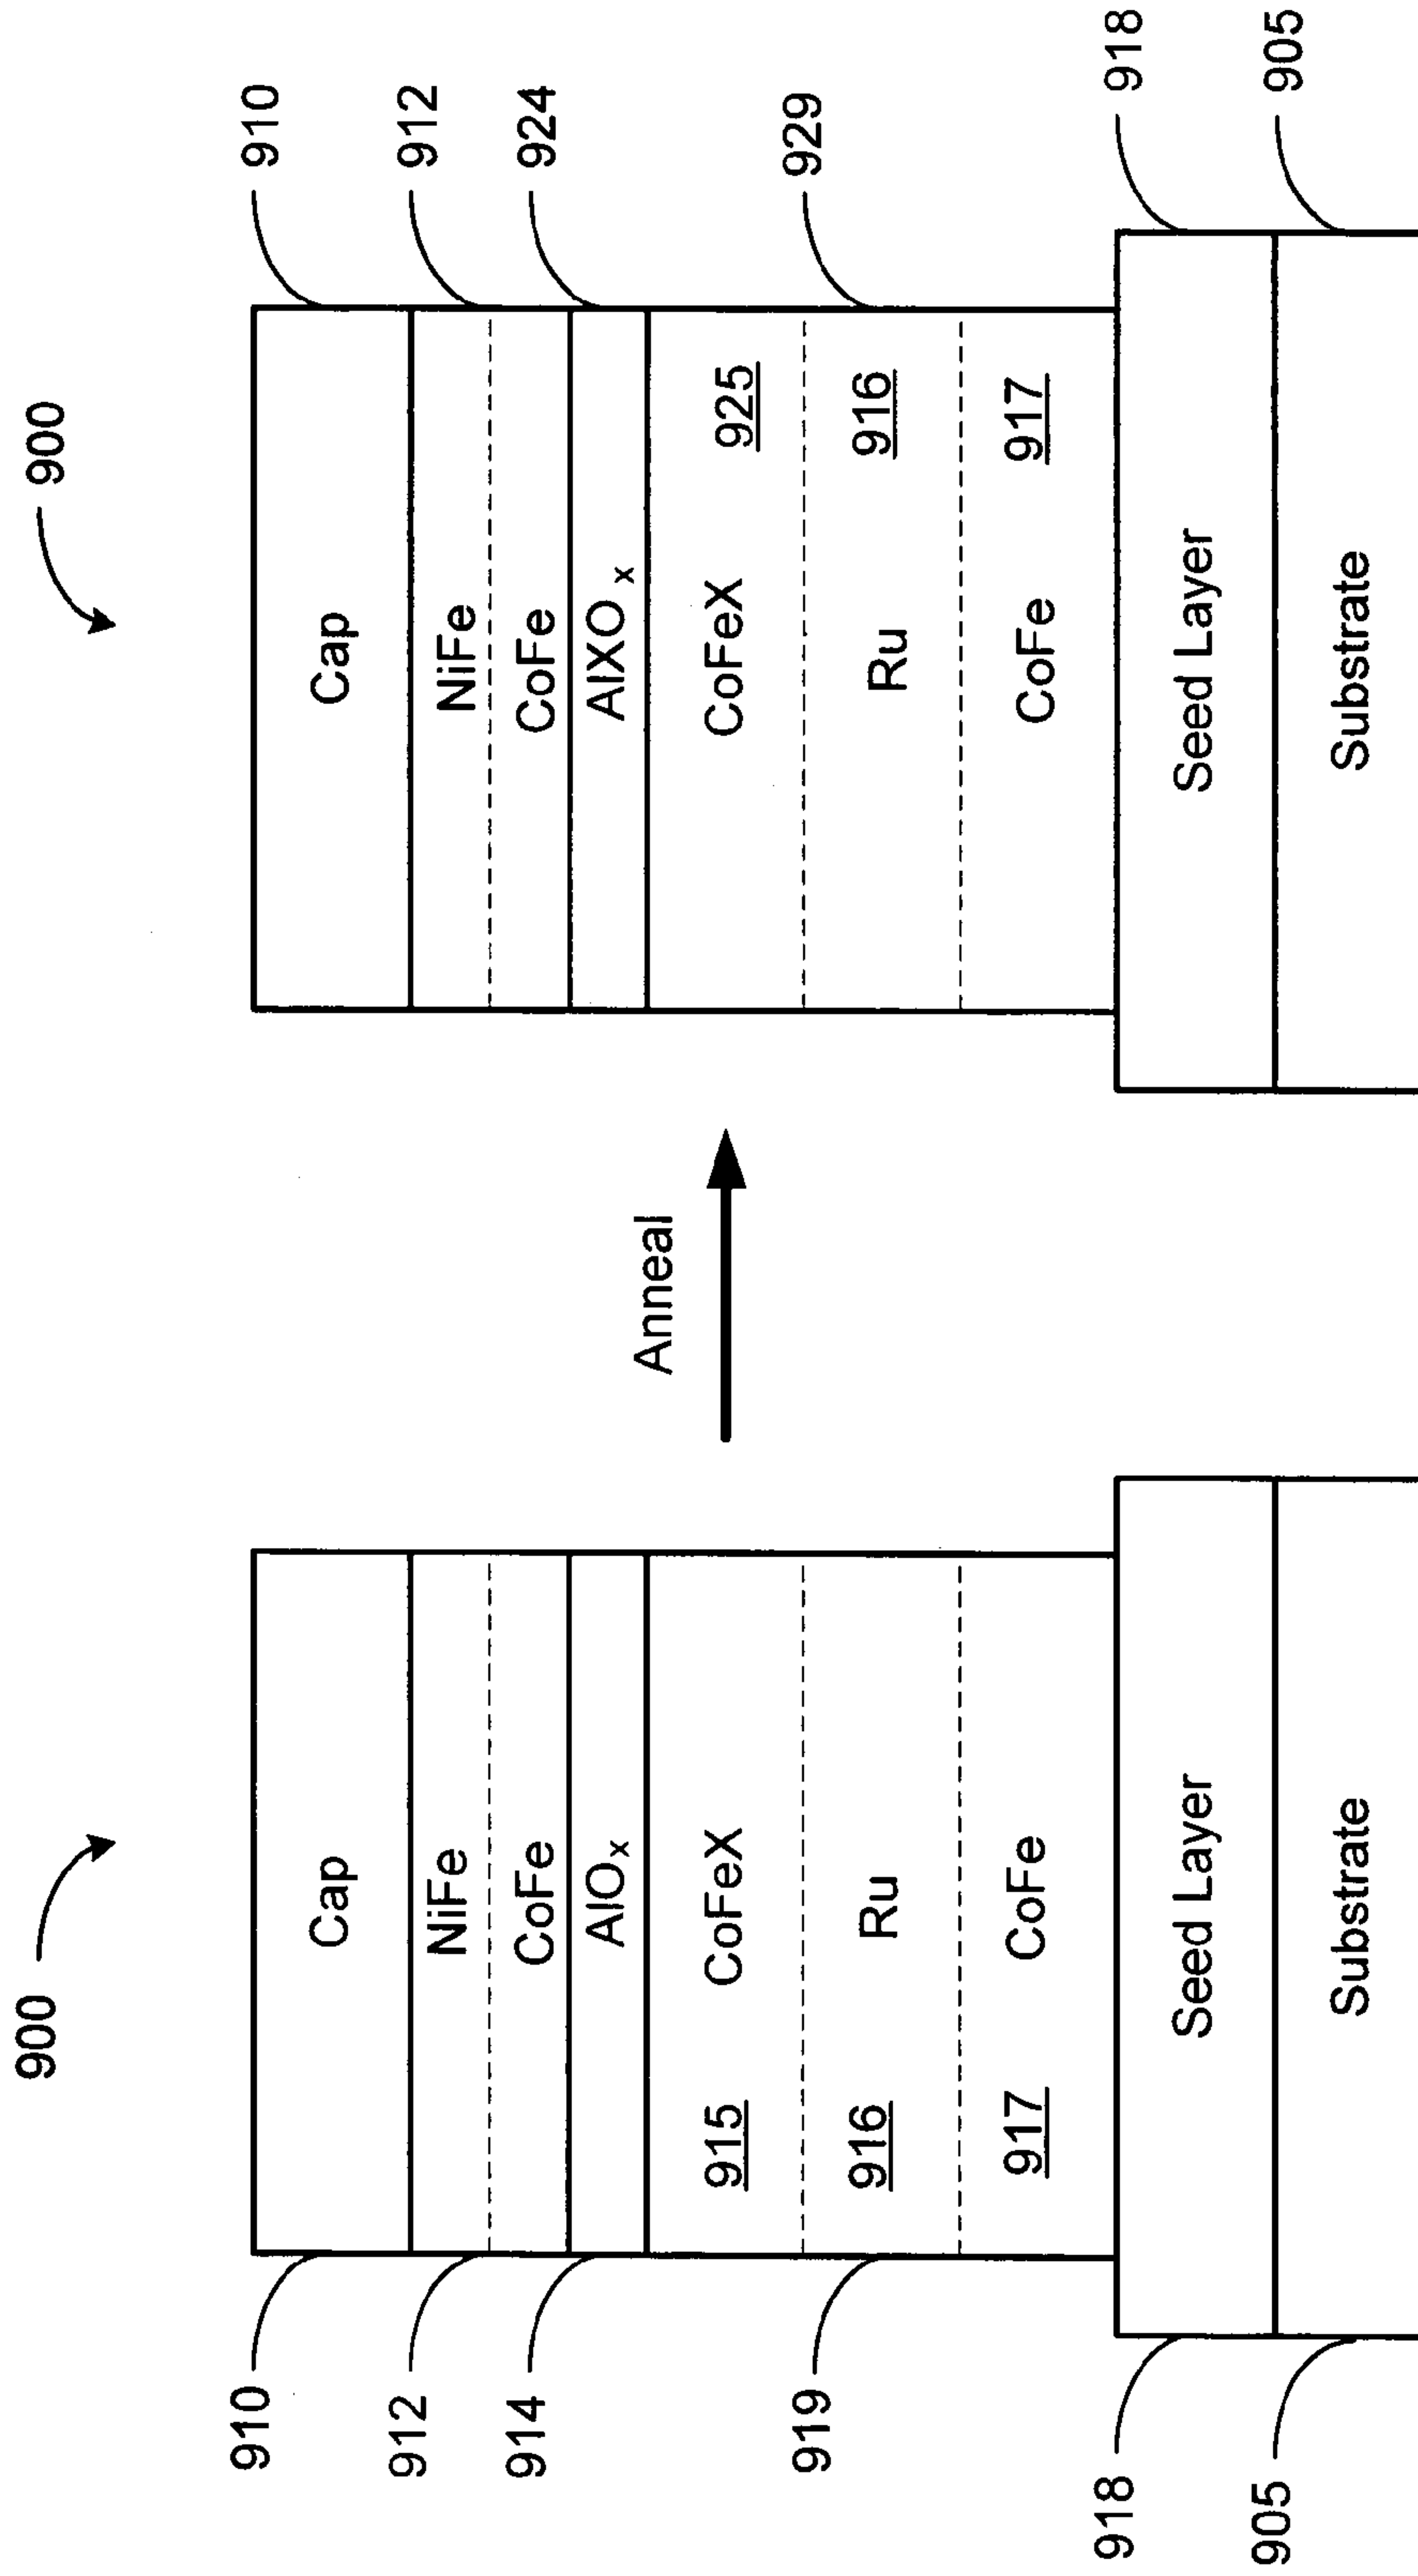 900
910
Cap
912
NiFe
CoFe
914
AlOₓ
915
CoFeX
919
916
Ru
917
CoFe
918
Seed Layer
905
Substrate
Anneal
900
Cap
910
NiFe
912
CoFe
AlXOₓ
924
CoFeX
925
Ru
916
929
CoFe
917
Seed Layer
918
Substrate
905